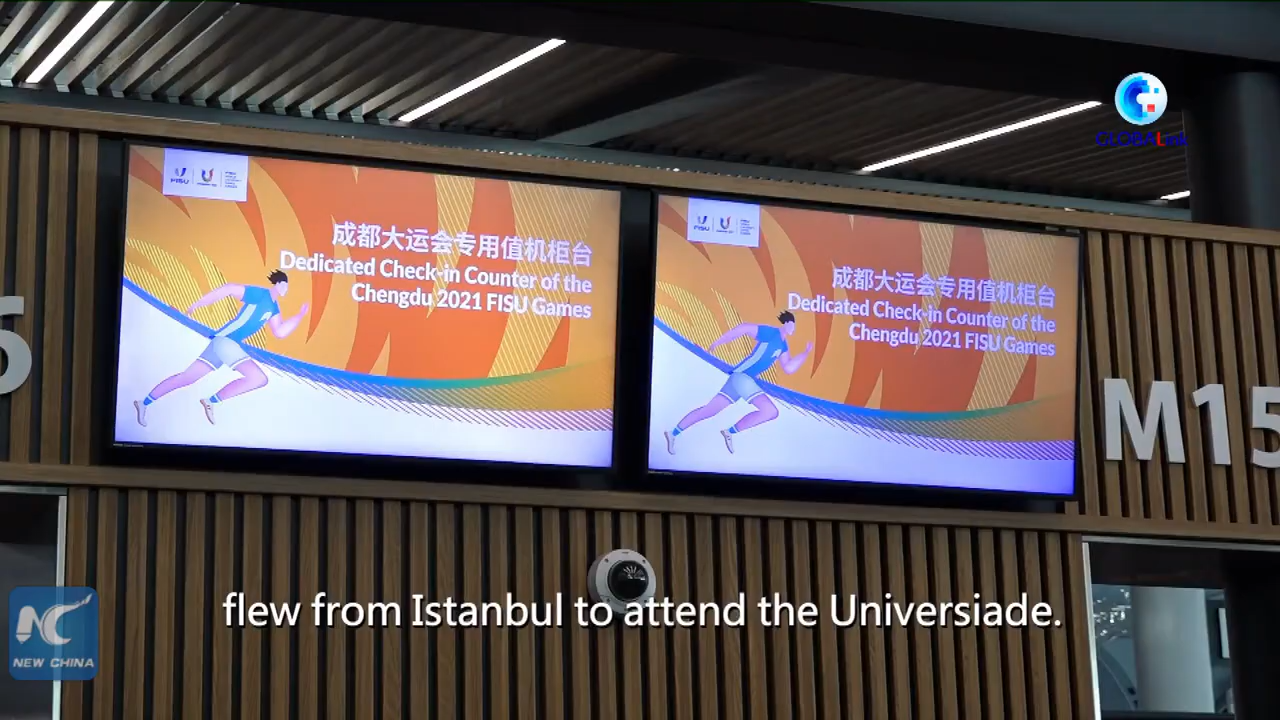 GLOBALink
FISU
成都大运会专用值机柜台
Dedicated Check-in Counter of the
Chengdu 2021 FISU Games
FISU
成都大运会专用值机柜台
Dedicated Check-in Counter of the
Chengdu 2021 FISU Games
6
M15
flew from Istanbul to attend the Universiade.
NEW CHINA